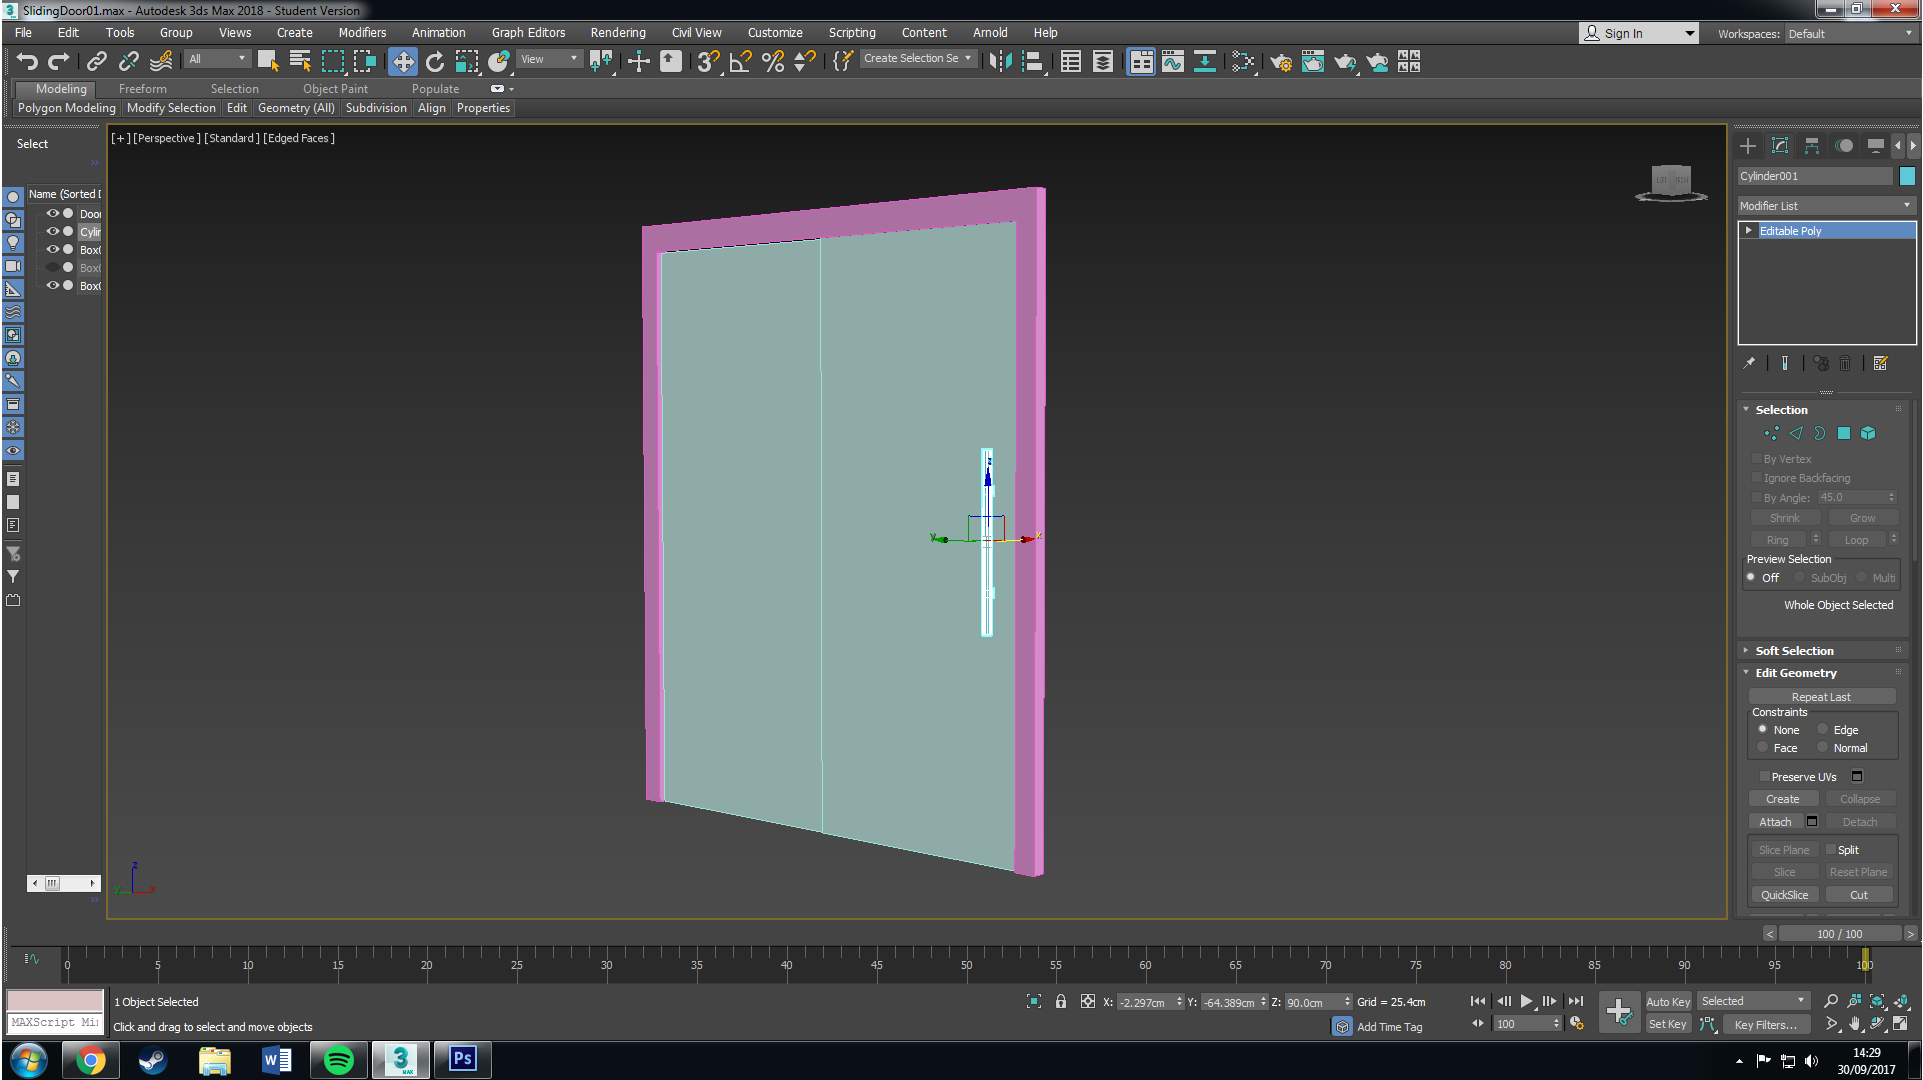 SlidingDoor01.max - Autodesk 3ds Max 2018 - Student Version
File Edit Tools Group Views Create Modifiers Animation Graph Editors Rendering Civil View Customize Scripting Content Arnold Help
Sign In
Workspaces: Default
All
View
Create Selection Se
Modeling Freeform Selection Object Paint Populate
Polygon Modeling Modify Selection Edit Geometry (All) Subdivision Align Properties
Select
[+] [Perspective] [Standard] [Edged Faces]
Name (Sorted
Door
Cylin
Box0
Box0
Box0
Cylinder001
Modifier List
Editable Poly
Selection
By Vertex
Ignore Backfacing
By Angle: 45.0
Shrink Grow
Ring Loop
Preview Selection
Off SubObj Multi
Whole Object Selected
Soft Selection
Edit Geometry
Repeat Last
Constraints
None Edge
Face Normal
Preserve UVs
Create Collapse
Attach Detach
Slice Plane Split
Slice Reset Plane
QuickSlice Cut
z
y
x
z
y
x
< 100 / 100 >
0 5 10 15 20 25 30 35 40 45 50 55 60 65 70 75 80 85 90 95 100
1 Object Selected
X: -2.297cm Y: -64.389cm Z: 90.0cm Grid = 25.4cm
Auto Key Selected
MAXScript Mi
Click and drag to select and move objects
Add Time Tag
100
Set Key Key Filters...
W
3
MAX
Ps
14:29
30/09/2017